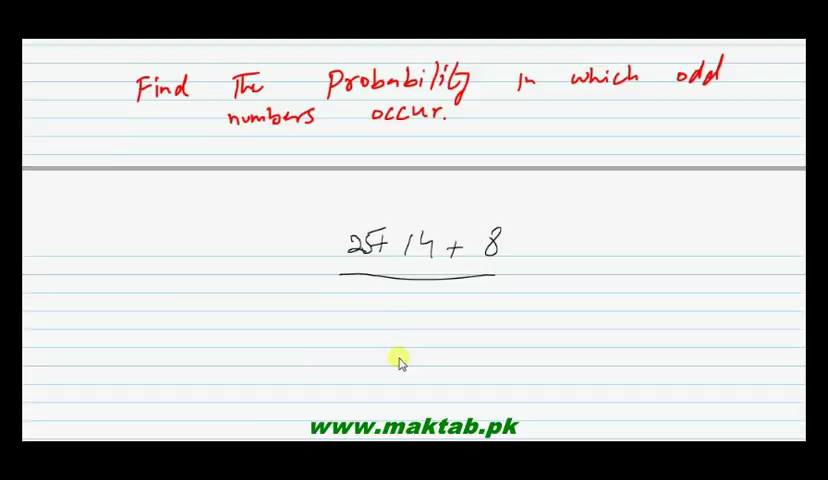 Find The Probability in which odd
numbers occur.
25+ 14 + 8
www.maktab.pk